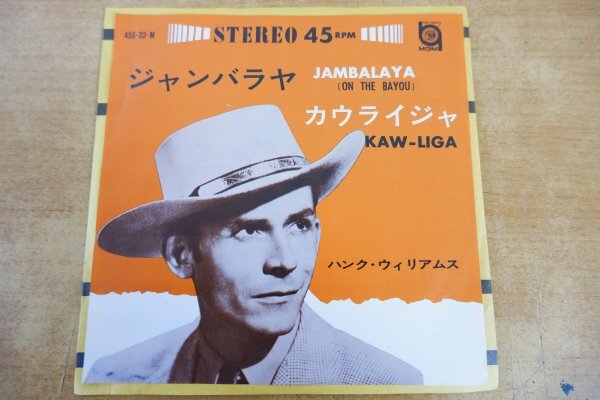 45S-33-M
STEREO 45 RPM
MGM
ジャンバラヤ
JAMBALAYA
(ON THE BAYOU)
カウライジャ
KAW-LIGA
ハンク・ウィリアムス